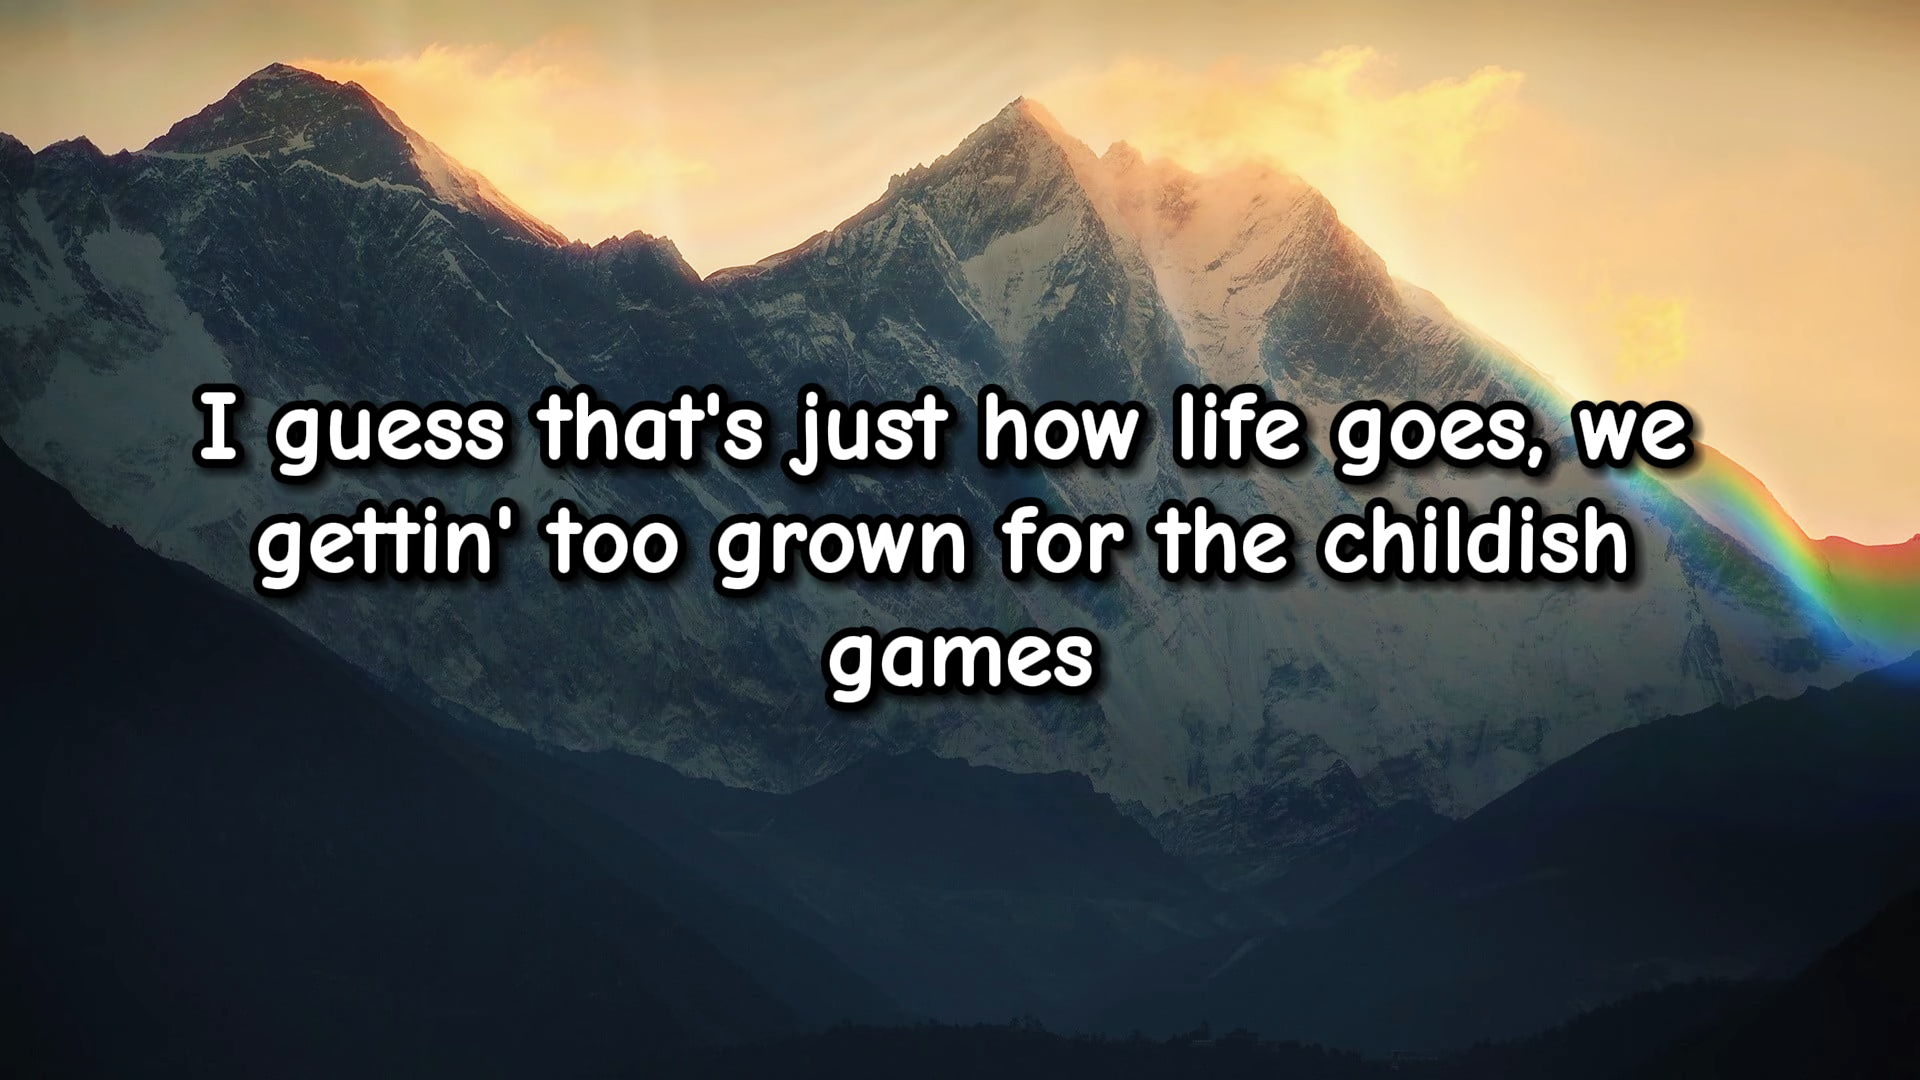 I guess that's just how life goes, we
gettin' too grown for the childish
games